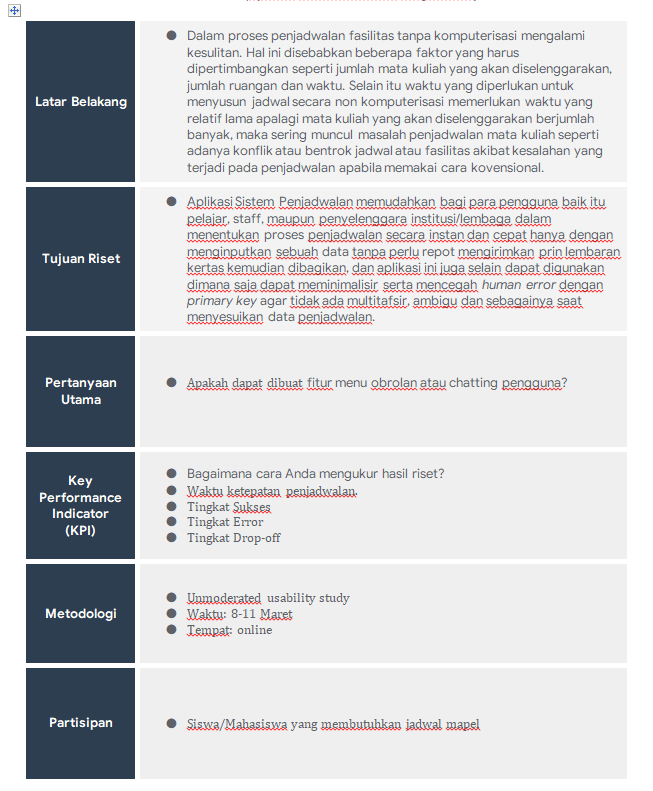 Latar Belakang
● Dalam proses penjadwalan fasilitas tanpa komputerisasi mengalami
kesulitan. Hal ini disebabkan beberapa faktor yang harus
dipertimbangkan seperti jumlah mata kuliah yang akan diselenggarakan,
jumlah ruangan dan waktu. Selain itu waktu yang diperlukan untuk
menyusun jadwal secara non komputerisasi memerlukan waktu yang
relatif lama apalagi mata kuliah yang akan diselenggarakan berjumlah
banyak, maka sering muncul masalah penjadwalan mata kuliah seperti
adanya konflik atau bentrok jadwal atau fasilitas akibat kesalahan yang
terjadi pada penjadwalan apabila memakai cara kovensional.
Tujuan Riset
● Aplikasi Sistem Penjadwalan memudahkan bagi para pengguna baik itu
pelajar, staff, maupun penyelenggara institusi/lembaga dalam
menentukan proses penjadwalan secara instan dan cepat hanya dengan
menginputkan sebuah data tanpa perlu repot mengirimkan prin lembaran
kertas kemudian dibagikan, dan aplikasi ini juga selain dapat digunakan
dimana saja dapat meminimalisir serta mencegah human error dengan
primary key agar tidak ada multitafsir, ambigu dan sebagainya saat
menyesuikan data penjadwalan.
Pertanyaan
Utama
● Apakah dapat dibuat fitur menu obrolan atau chatting pengguna?
Key
Performance
Indicator
(KPI)
● Bagaimana cara Anda mengukur hasil riset?
● Waktu ketepatan penjadwalan.
● Tingkat Sukses
● Tingkat Error
● Tingkat Drop-off
Metodologi
● Unmoderated usability study
● Waktu: 8-11 Maret
● Tempat: online
Partisipan
● Siswa/Mahasiswa yang membutuhkan jadwal mapel